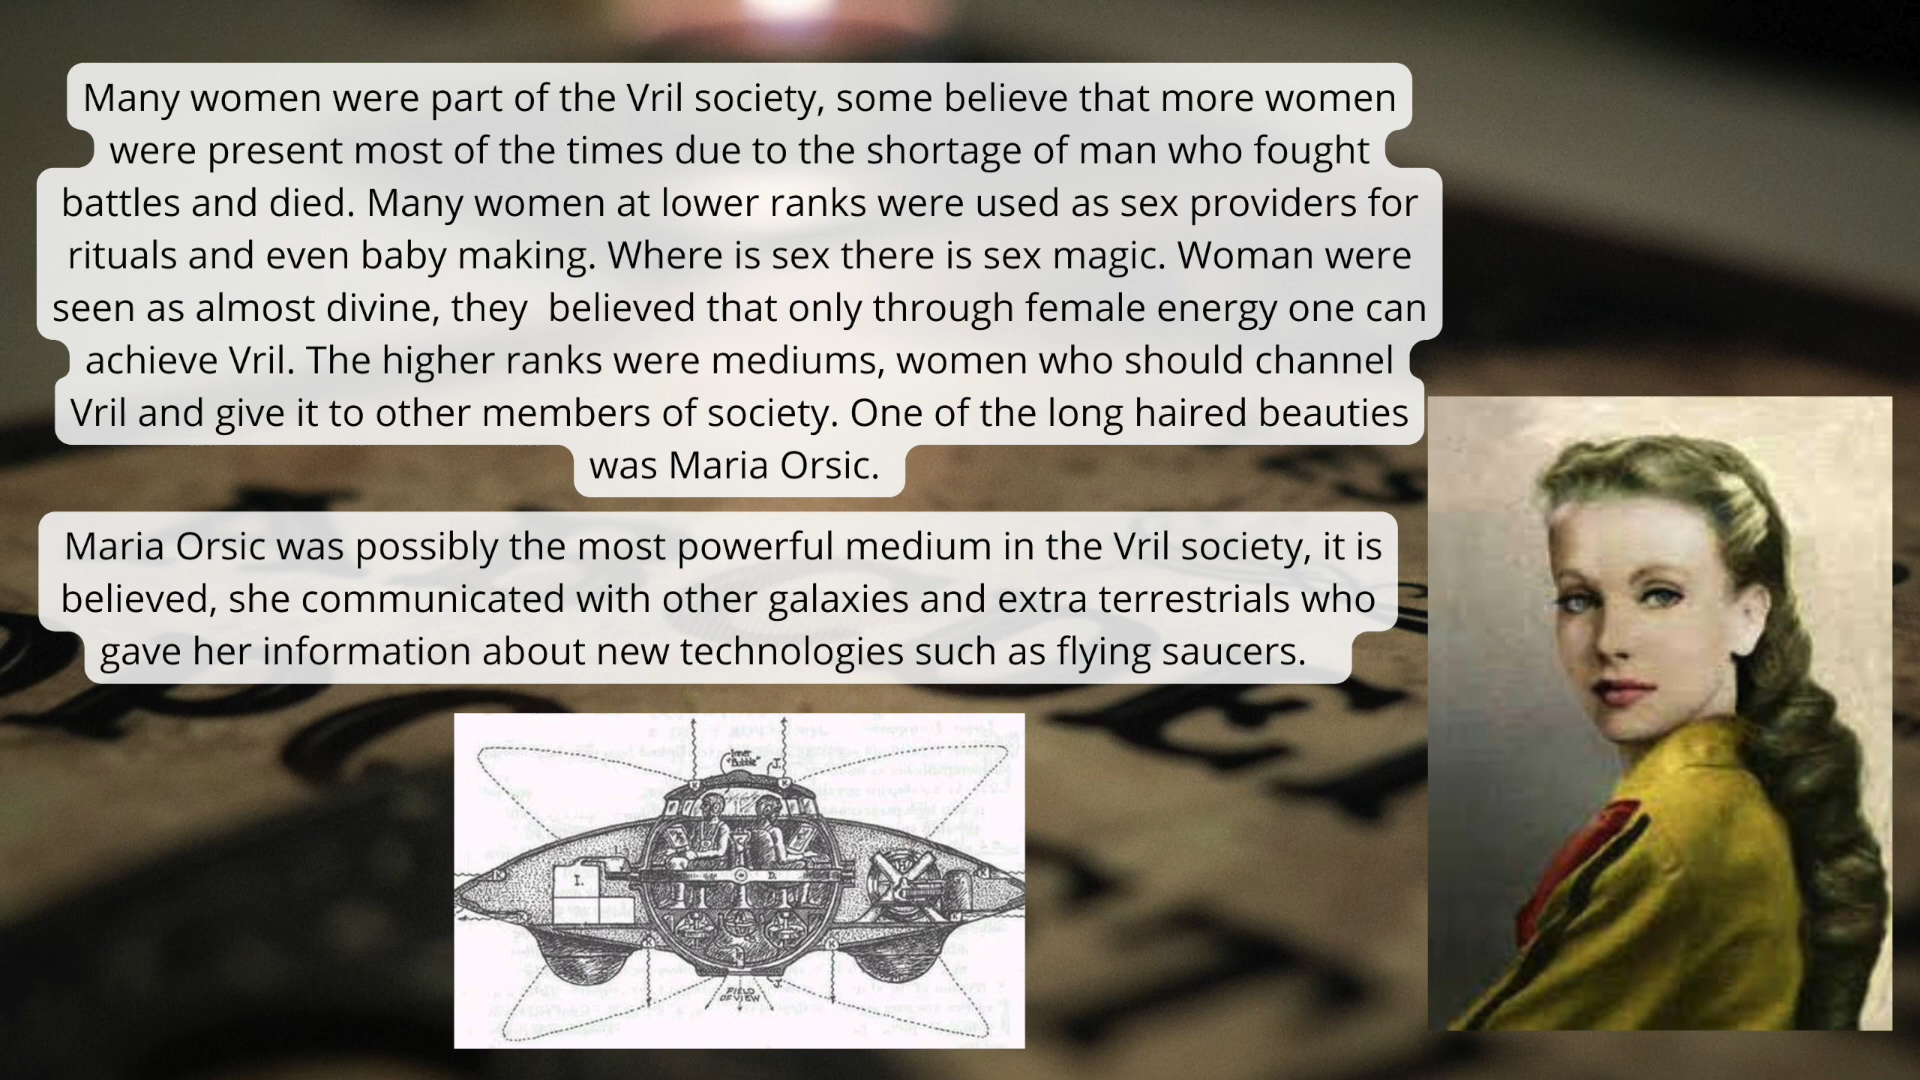 Many women were part of the Vril society, some believe that more women
were present most of the times due to the shortage of man who fought
battles and died. Many women at lower ranks were used as sex providers for
rituals and even baby making. Where is sex there is sex magic. Woman were
seen as almost divine, they  believed that only through female energy one can
achieve Vril. The higher ranks were mediums, women who should channel
Vril and give it to other members of society. One of the long haired beauties
was Maria Orsic.
Maria Orsic was possibly the most powerful medium in the Vril society, it is
believed, she communicated with other galaxies and extra terrestrials who
gave her information about new technologies such as flying saucers.
Inner
"Bubble"
J.
K
K
L
I.
D.
K
K
K
K
J.
FIELD
OF VIEW